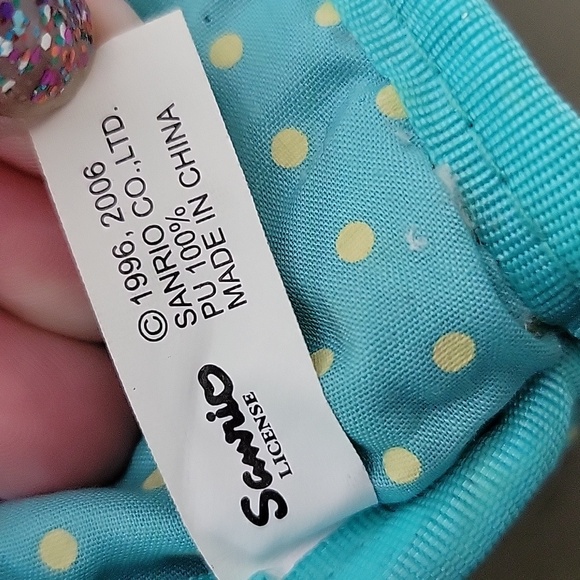 © 1996, 2006
SANRIO CO.,LTD.
PU 100%
MADE IN CHINA
Sanrio
LICENSE